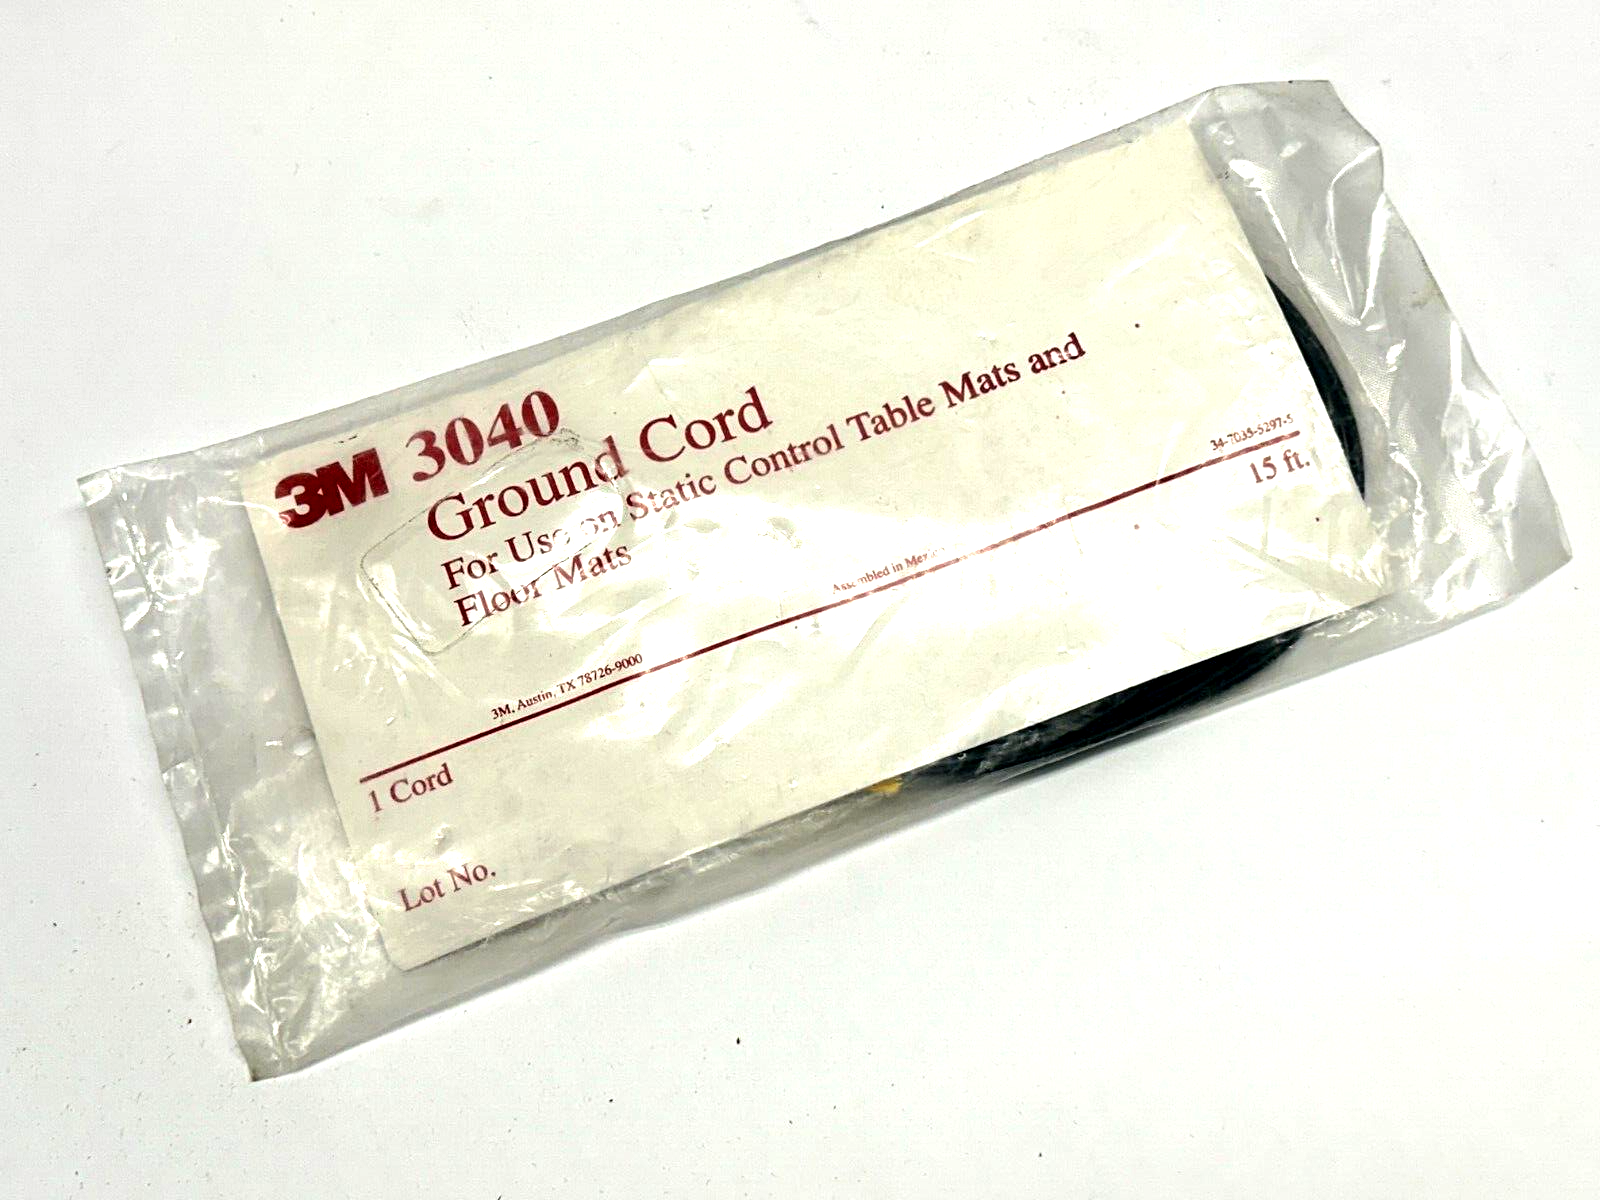 3M 3040
Ground Cord
For Use on Static Control Table Mats and
Floor Mats
34-7035-5297-5
3M, Austin, TX 78726-9000
Assembled in Mexico
1 Cord
15 ft.
Lot No.